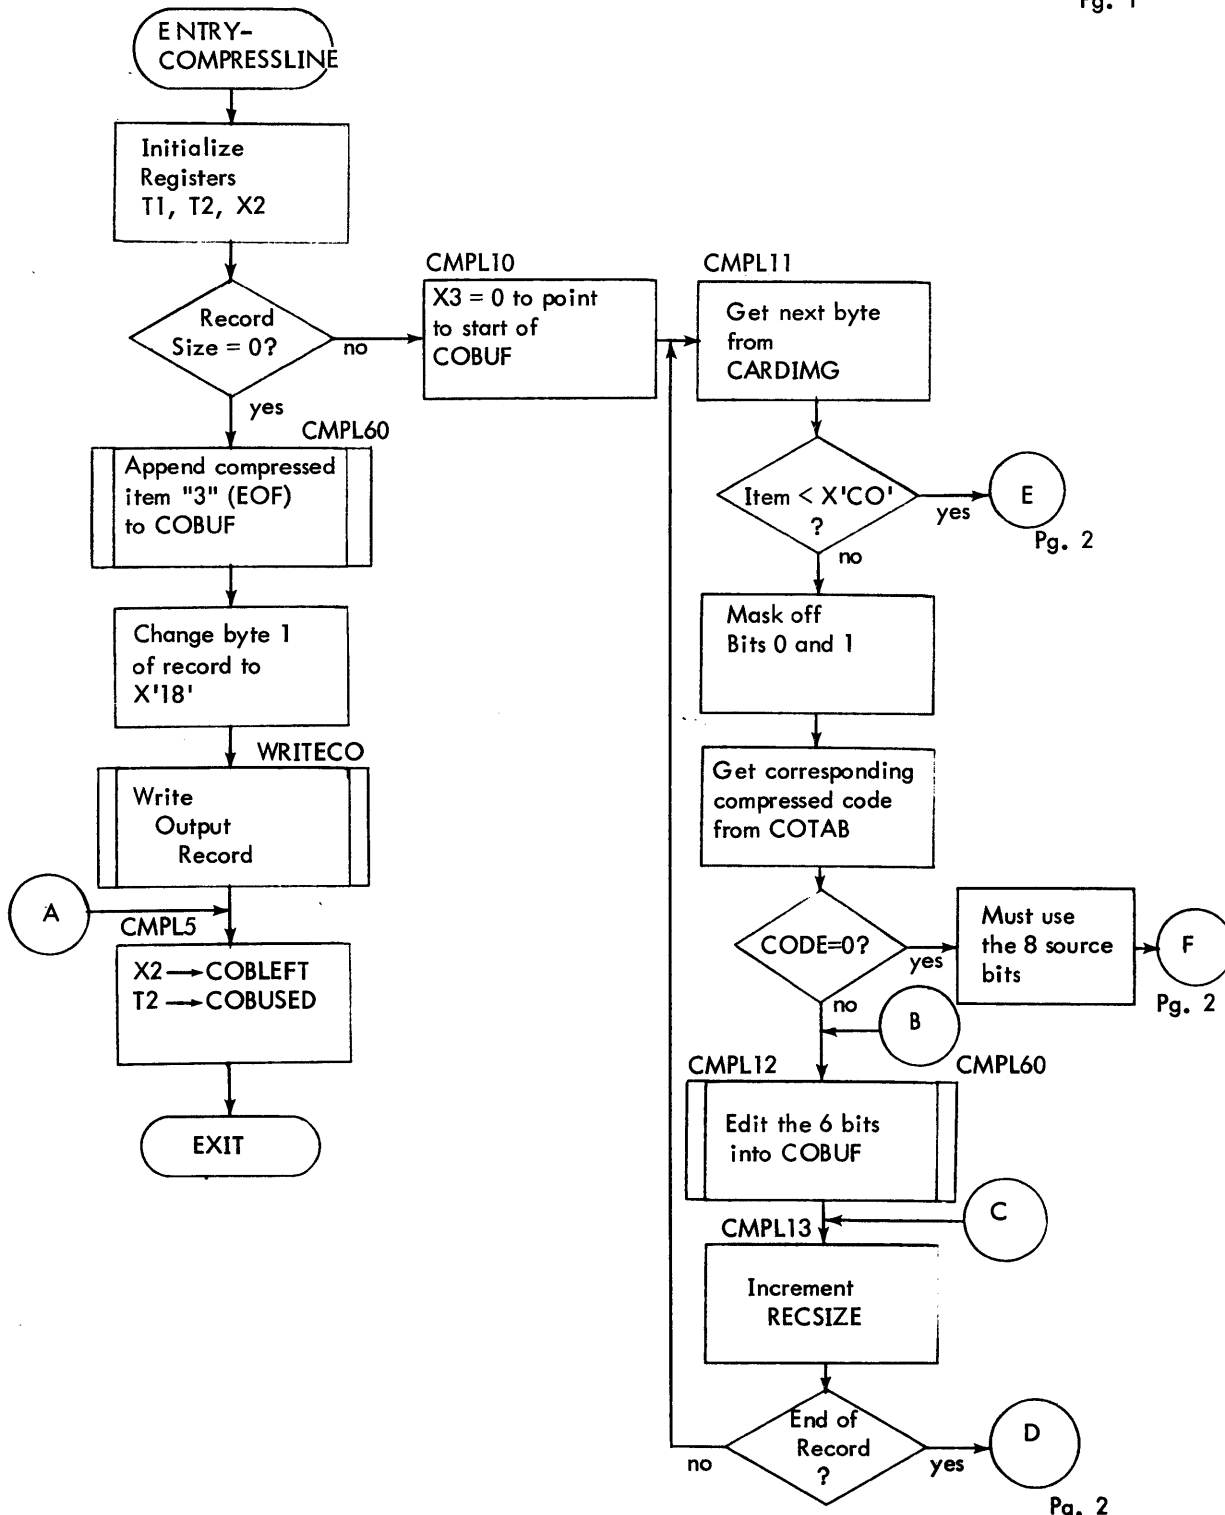 Pg. 1
ENTRY-
COMPRESSLINE
Initialize
Registers
T1, T2, X2
Record
Size = 0?
no
yes
CMPL60
Append compressed
item "3" (EOF)
to COBUF
Change byte 1
of record to
X'18'
WRITECO
Write
Output
Record
A
CMPL5
X2→COBLEFT
T2→COBUSED
EXIT
CMPL10
X3 = 0 to point
to start of
COBUF
CMPL11
Get next byte
from
CARDIMG
Item < X'CO'
?
yes
E
Pg. 2
no
Mask off
Bits 0 and 1
Get corresponding
compressed code
from COTAB
CODE=0?
yes
Must use
the 8 source
bits
F
Pg. 2
no
B
CMPL12
CMPL60
Edit the 6 bits
into COBUF
C
CMPL13
Increment
RECSIZE
End of
Record
?
no
yes
D
Pg. 2